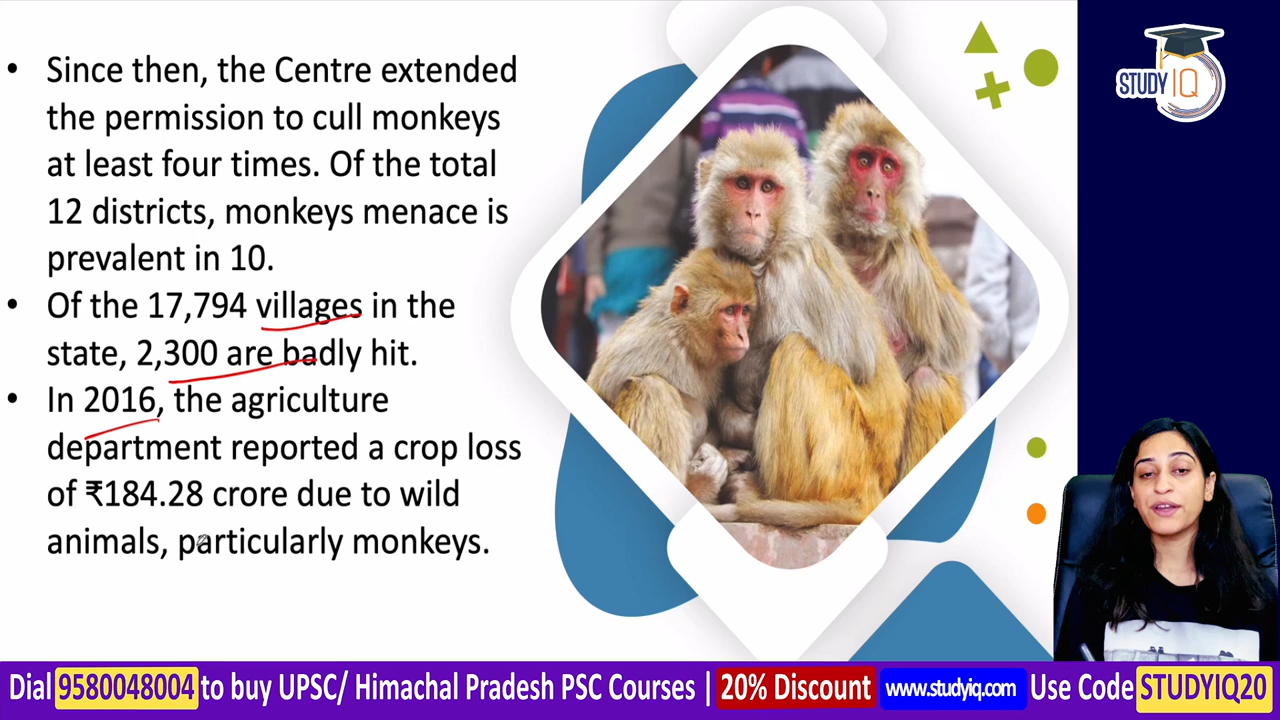 • Since then, the Centre extended
the permission to cull monkeys
at least four times. Of the total
12 districts, monkeys menace is
prevalent in 10.
• Of the 17,794 villages in the
state, 2,300 are badly hit.
• In 2016, the agriculture
department reported a crop loss
of ₹184.28 crore due to wild
animals, particularly monkeys.
STUDY IQ
Dial 9580048004 to buy UPSC/ Himachal Pradesh PSC Courses | 20% Discount www.studyiq.com Use Code STUDYIQ20